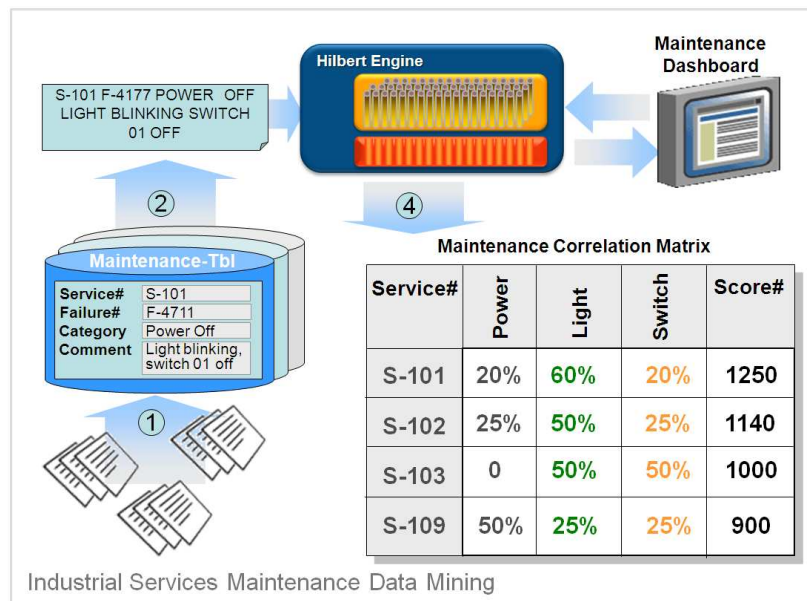 Hilbert Engine
Maintenance
Dashboard
S-101 F-4177 POWER OFF
LIGHT BLINKING SWITCH
01 OFF
2
4
Maintenance-Tbl
Service# S-101
Failure# F-4711
Category Power Off
Comment Light blinking,
switch 01 off
1
Maintenance Correlation Matrix
Service# Power Light Switch Score#
S-101 20% 60% 20% 1250
S-102 25% 50% 25% 1140
S-103 0 50% 50% 1000
S-109 50% 25% 25% 900
Industrial Services Maintenance Data Mining